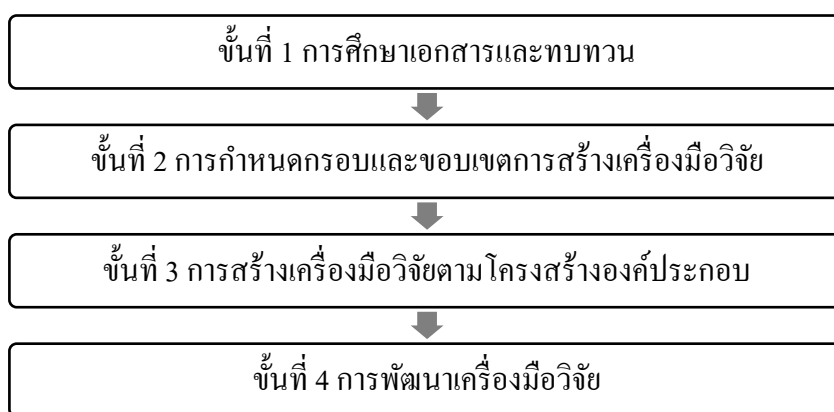 ขั้นที่ 1 การศึกษาเอกสารและทบทวน
ขั้นที่ 2 การกำหนดกรอบและขอบเขตการสร้างเครื่องมือวิจัย
ขั้นที่ 3 การสร้างเครื่องมือวิจัยตามโครงสร้างองค์ประกอบ
ขั้นที่ 4 การพัฒนาเครื่องมือวิจัย